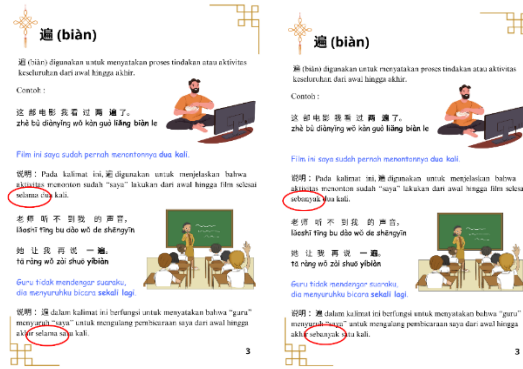 遍 (biàn)
遍 (biàn) digunakan untuk menyatakan proses tindakan atau aktivitas
keseluruhan dari awal hingga akhir.
Contoh :
这 部 电影 我 看 过 两 遍 了。
zhè bù diànyǐng wǒ kàn guò liǎng biàn le
Film ini saya sudah pernah menontonnya dua kali.
说明 : Pada kalimat ini, 遍 digunakan untuk menjelaskan bahwa
aktivitas menonton sudah “saya” lakukan dari awal hingga film selesai
selama dua kali.
老师 听 不 到 我 的 声音,
lǎoshī tīng bu dào wǒ de shēngyīn
她 让 我 再 说 一 遍。
tā ràng wǒ zài shuō yíbiàn
Guru tidak mendengar suaraku,
dia menyuruhku bicara sekali lagi.
说明 : 遍 dalam kalimat ini berfungsi untuk menyatakan bahwa “guru”
menyuruh “saya” untuk mengulang pembicaraan saya dari awal hingga
akhir selama satu kali.
3
遍 (biàn)
遍 (biàn) digunakan untuk menyatakan proses tindakan atau aktivitas
keseluruhan dari awal hingga akhir.
Contoh :
这 部 电影 我 看 过 两 遍 了。
zhè bù diànyǐng wǒ kàn guò liǎng biàn le
Film ini saya sudah pernah menontonnya dua kali.
说明 : Pada kalimat ini, 遍 digunakan untuk menjelaskan bahwa
aktivitas menonton sudah “saya” lakukan dari awal hingga film selesai
sebanyak dua kali.
老师 听 不 到 我 的 声音,
lǎoshī tīng bu dào wǒ de shēngyīn
她 让 我 再 说 一 遍。
tā ràng wǒ zài shuō yíbiàn
Guru tidak mendengar suaraku,
dia menyuruhku bicara sekali lagi.
说明 : 遍 dalam kalimat ini berfungsi untuk menyatakan bahwa “guru”
menyuruh “saya” untuk mengulang pembicaraan saya dari awal hingga
akhir sebanyak satu kali.
3